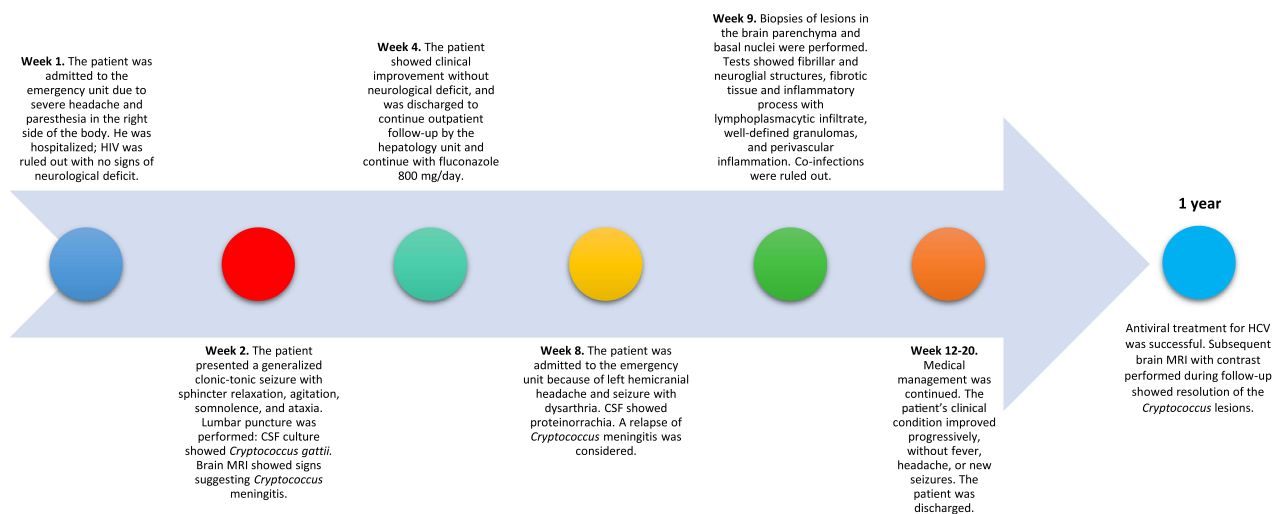 Week 1. The patient was
admitted to the
emergency unit due to
severe headache and
paresthesia in the right
side of the body. He was
hospitalized; HIV was
ruled out with no signs of
neurological deficit.
Week 2. The patient
presented a generalized
clonic-tonic seizure with
sphincter relaxation, agitation,
somnolence, and ataxia.
Lumbar puncture was
performed: CSF culture
showed Cryptococcus gattii.
Brain MRI showed signs
suggesting Cryptococcus
meningitis.
Week 4. The patient
showed clinical
improvement without
neurological deficit, and
was discharged to
continue outpatient
follow-up by the
hepatology unit and
continue with fluconazole
800 mg/day.
Week 8. The patient was
admitted to the emergency
unit because of left hemicranial
headache and seizure with
dysarthria. CSF showed
proteinorrachia. A relapse of
Cryptococcus meningitis was
considered.
Week 9. Biopsies of lesions in
the brain parenchyma and
basal nuclei were performed.
Tests showed fibrillar and
neuroglial structures, fibrotic
tissue and inflammatory
process with
lymphoplasmacytic infiltrate,
well-defined granulomas,
and perivascular
inflammation. Co-infections
were ruled out.
Week 12-20.
Medical
management was
continued. The
patient's clinical
condition improved
progressively,
without fever,
headache, or new
seizures. The
patient was
discharged.
1 year
Antiviral treatment for HCV
was successful. Subsequent
brain MRI with contrast
performed during follow-up
showed resolution of the
Cryptococcus lesions.